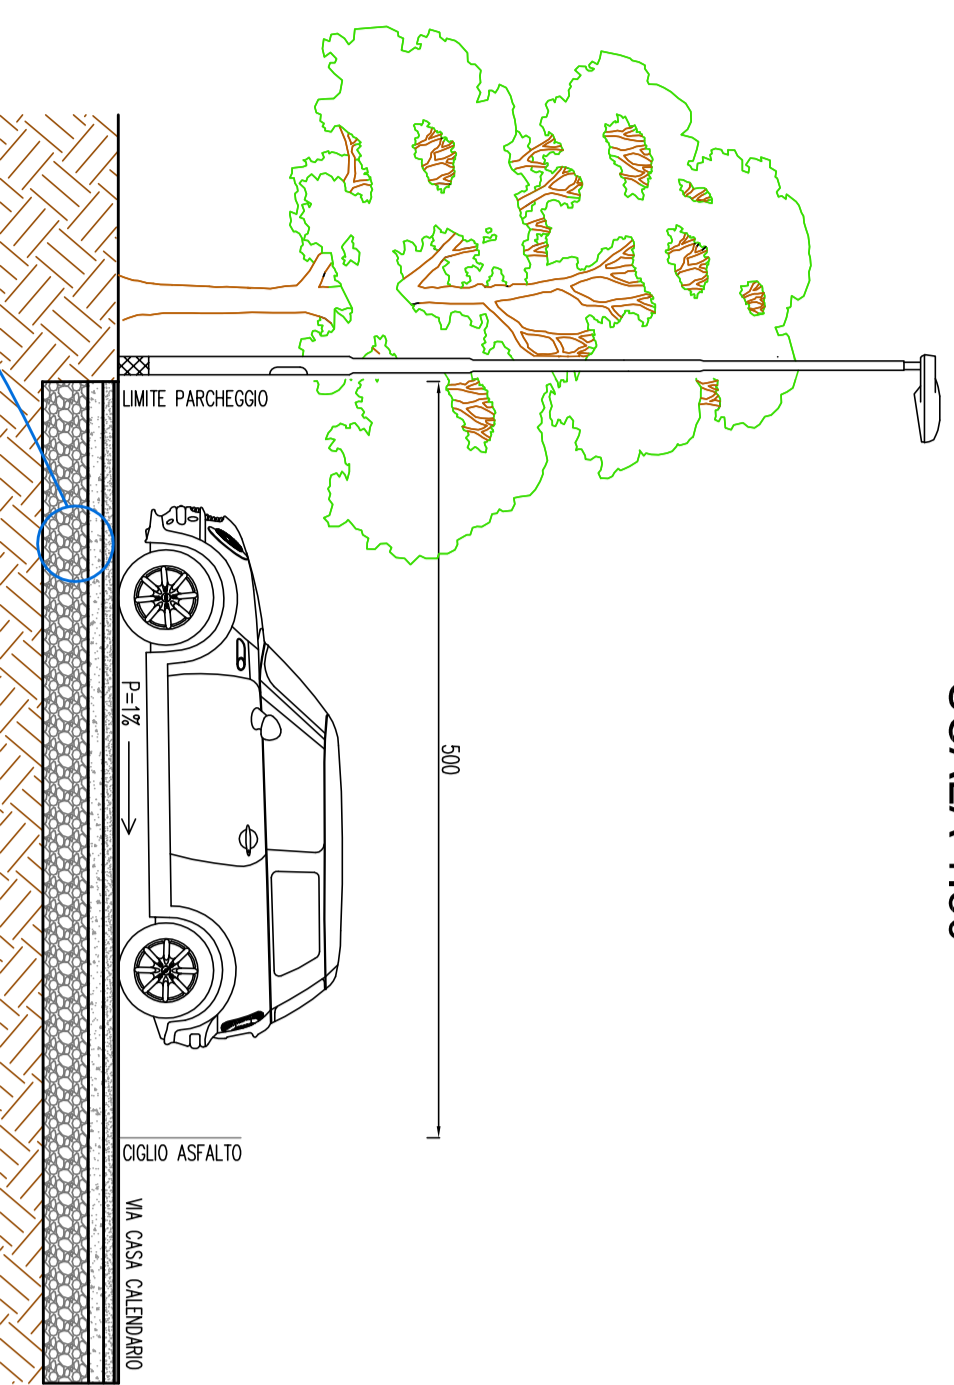 LIMITE PARCHEGGIO
500
P=1%
CIGLIO ASFALTO
VIA CASA CALENDARIO